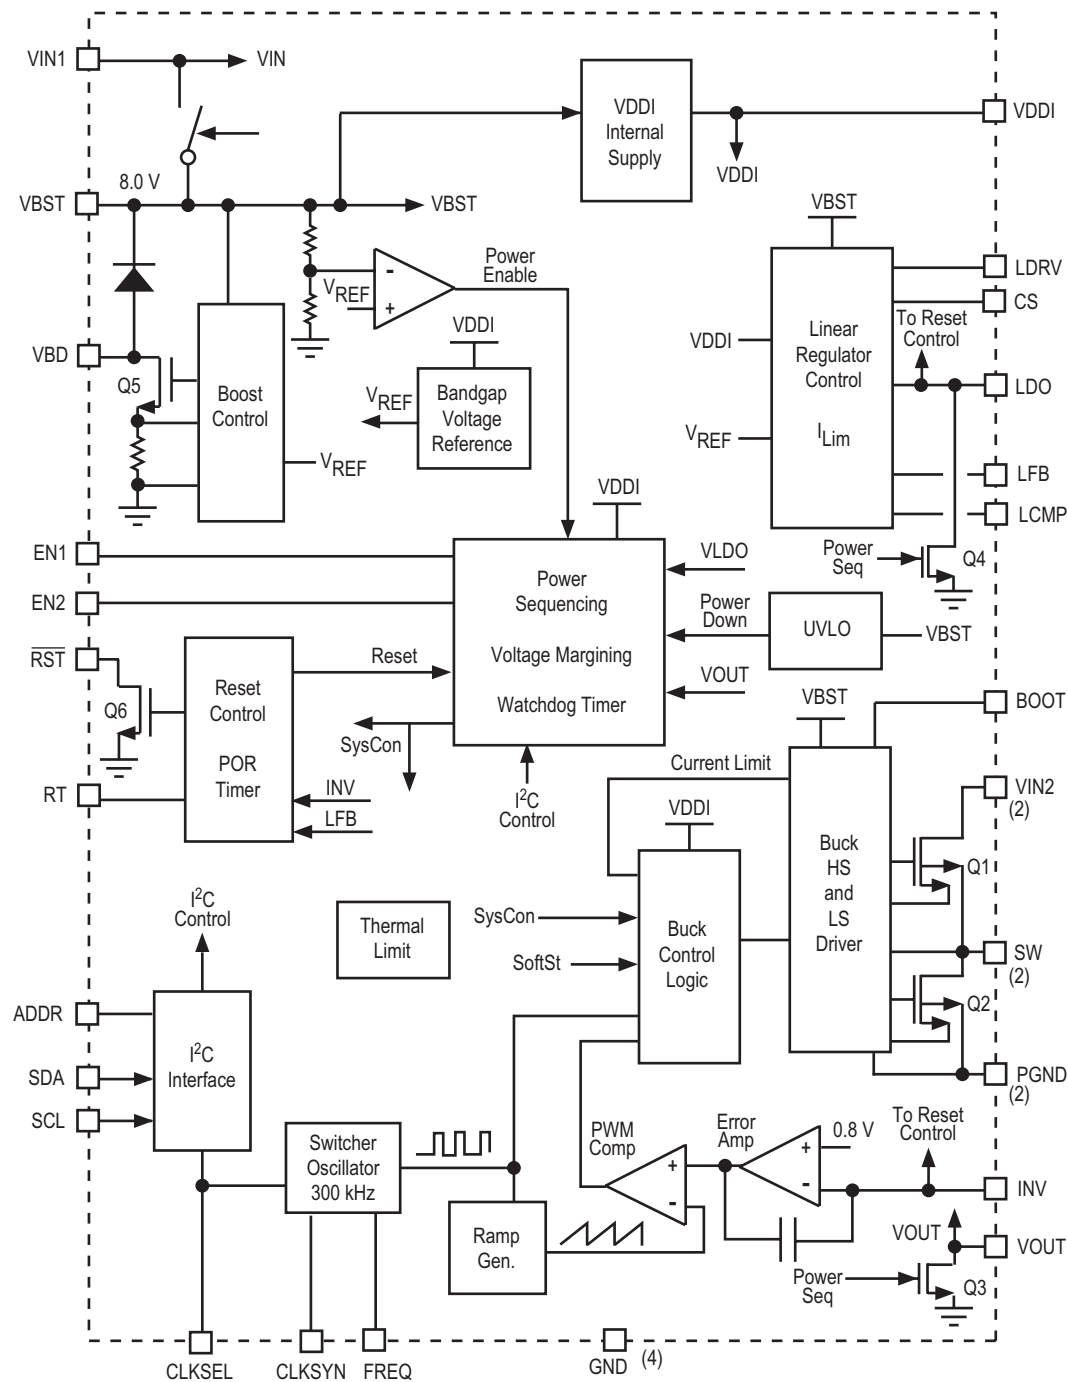 VIN1
VIN
VDDI
Internal
Supply
VDDI
VDDI
8.0 V
VBST
VBST
VBST
Power
Enable
-
+
VREF
LDRV
CS
To Reset
Control
VDDI
Linear
Regulator
Control
ILim
VDDI
VBD
Q5
Boost
Control
VREF
Bandgap
Voltage
Reference
LDO
VREF
VREF
LFB
LCMP
VDDI
EN1
EN2
Power
Sequencing
Voltage Margining
Watchdog Timer
VLDO
Power
Seq
Q4
Power
Down
UVLO
VBST
VOUT
RST
Q6
Reset
Control
POR
Timer
Reset
SysCon
INV
LFB
RT
I2C
Control
VBST
BOOT
Current Limit
VDDI
VIN2
(2)
Buck
HS
and
LS
Driver
Q1
I2C
Control
Thermal
Limit
SysCon
SoftSt
Buck
Control
Logic
SW
(2)
Q2
ADDR
SDA
SCL
I2C
Interface
PGND
(2)
Switcher
Oscillator
300 kHz
PWM
Comp
+
-
Error
Amp
+
-
0.8 V
To Reset
Control
INV
Ramp
Gen.
VOUT
VOUT
Power
Seq
Q3
CLKSEL
CLKSYN
FREQ
GND
(4)